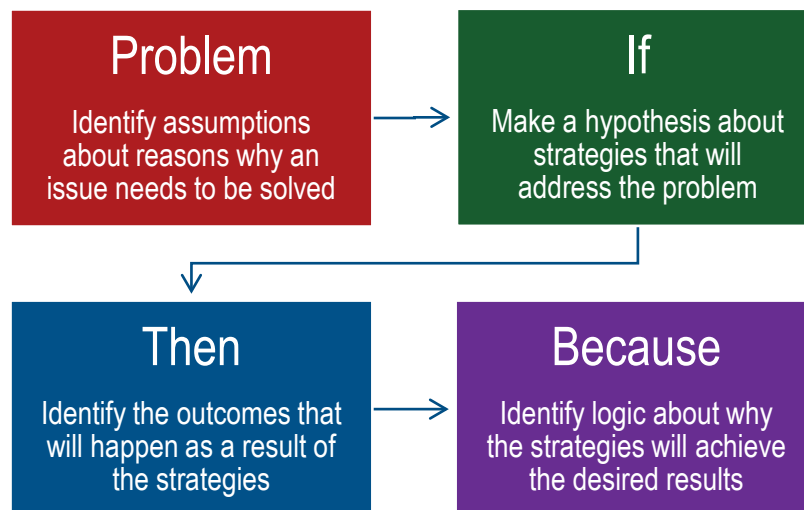 Problem
Identify assumptions
about reasons why an
issue needs to be solved
If
Make a hypothesis about
strategies that will
address the problem
Then
Identify the outcomes that
will happen as a result of
the strategies
Because
Identify logic about why
the strategies will achieve
the desired results